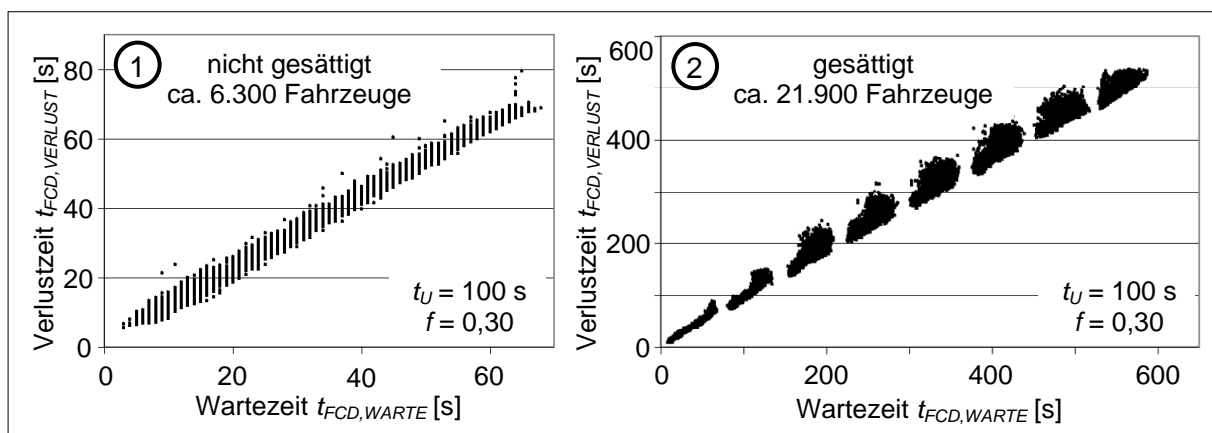 1
nicht gesättigt
ca. 6.300 Fahrzeuge
Verlustzeit t_FCD,VERLUST [s]
80
60
40
20
0
t_U = 100 s
f = 0,30
0 20 40 60
Wartezeit t_FCD,WARTE [s]
2
gesättigt
ca. 21.900 Fahrzeuge
Verlustzeit t_FCD,VERLUST [s]
600
400
200
0
t_U = 100 s
f = 0,30
0 200 400 600
Wartezeit t_FCD,WARTE [s]